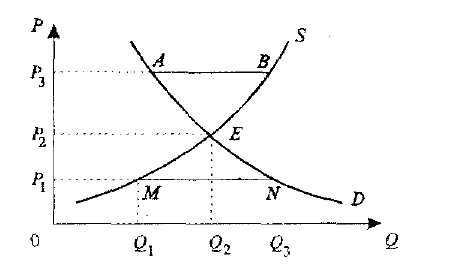 P
S
P₃ A B
P₂ E
P₁ M N D
0 Q₁ Q₂ Q₃ Q